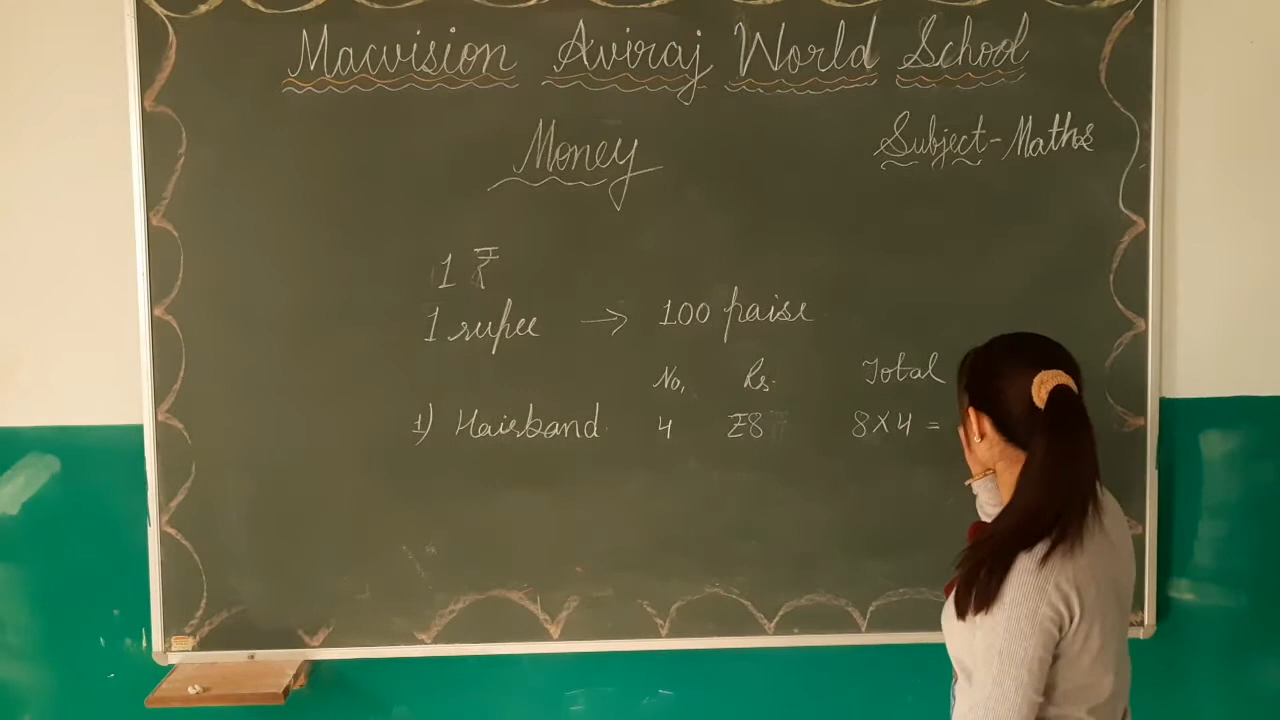 Macvision Aviraj World School
Money
Subject-Maths
1 ₹
1 rupee → 100 paise
No. Rs. Total
1) Hairband 4 ₹8 8×4 =